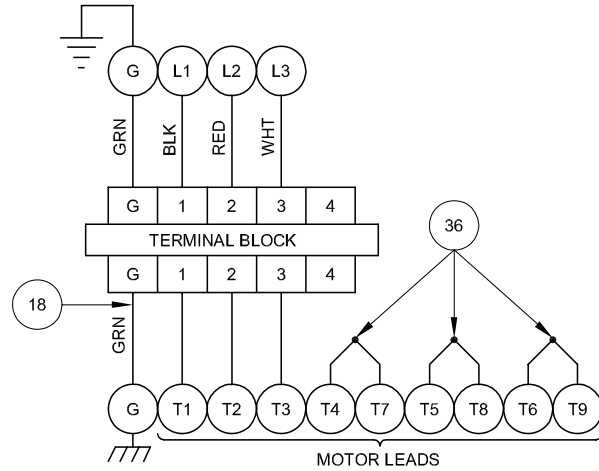 G L1 L2 L3
GRN BLK RED WHT
G 1 2 3 4
TERMINAL BLOCK
G 1 2 3 4
36
18
GRN
G T1 T2 T3 T4 T7 T5 T8 T6 T9
MOTOR LEADS